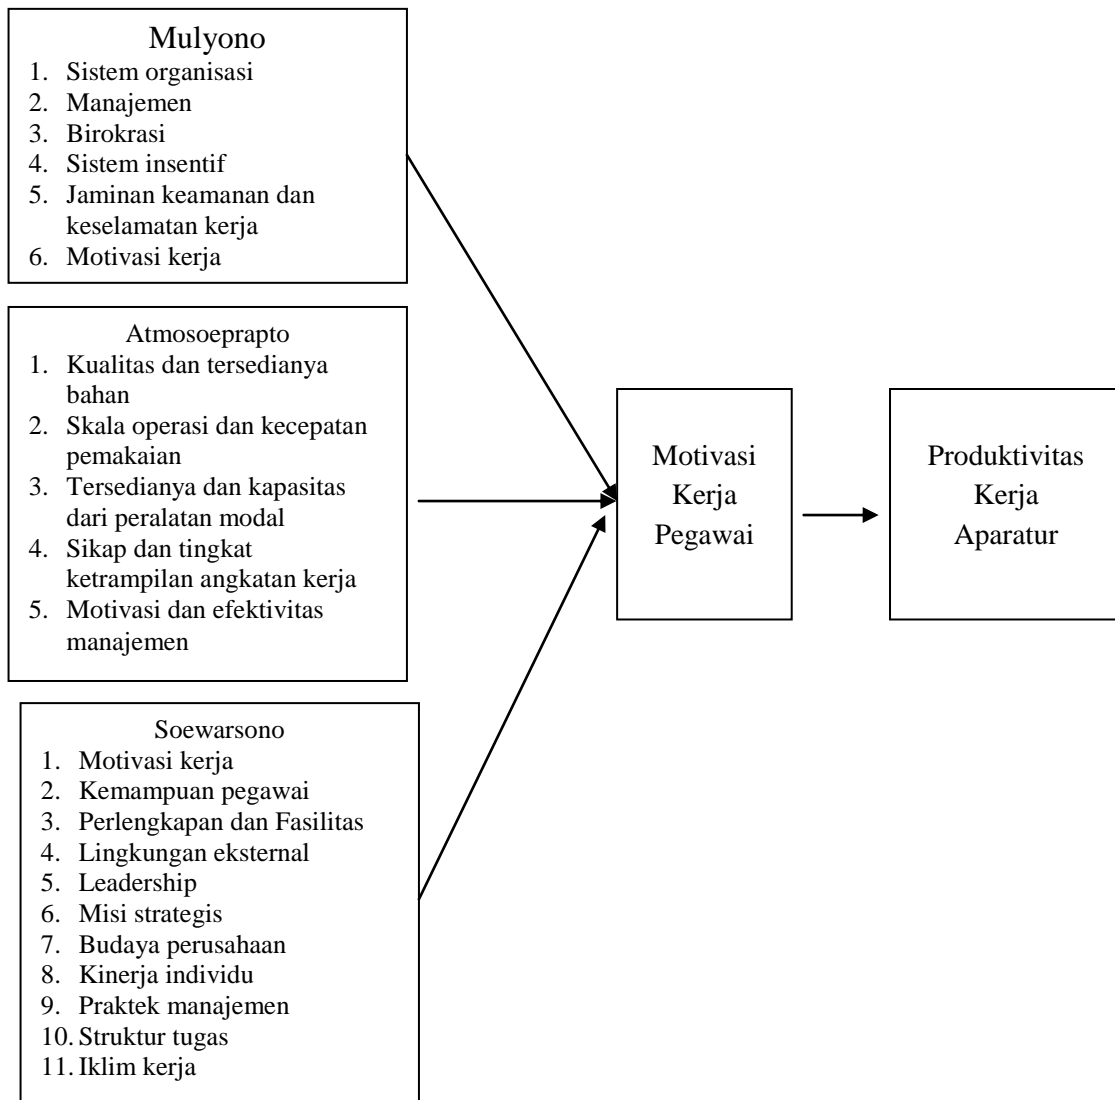 Mulyono
1. Sistem organisasi
2. Manajemen
3. Birokrasi
4. Sistem insentif
5. Jaminan keamanan dan
keselamatan kerja
6. Motivasi kerja
Atmosoeprapto
1. Kualitas dan tersedianya
bahan
2. Skala operasi dan kecepatan
pemakaian
3. Tersedianya dan kapasitas
dari peralatan modal
4. Sikap dan tingkat
ketrampilan angkatan kerja
5. Motivasi dan efektivitas
manajemen
Soewarsono
1. Motivasi kerja
2. Kemampuan pegawai
3. Perlengkapan dan Fasilitas
4. Lingkungan eksternal
5. Leadership
6. Misi strategis
7. Budaya perusahaan
8. Kinerja individu
9. Praktek manajemen
10. Struktur tugas
11. Iklim kerja
Motivasi
Kerja
Pegawai
Produktivitas
Kerja
Aparatur